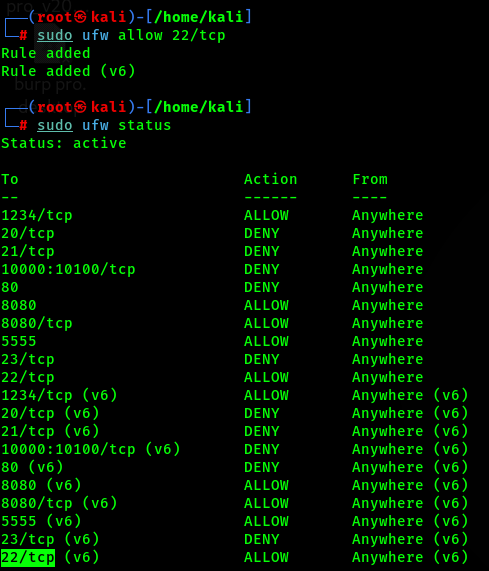 pro_v20
┌──(root㉿kali)-[/home/kali]
└─# sudo ufw allow 22/tcp
Rule added
Rule added (v6)
burp pro.
┌──(root㉿kali)-[/home/kali]
└─# sudo ufw status
Status: active
To Action From
-- ------ ----
1234/tcp ALLOW Anywhere
20/tcp DENY Anywhere
21/tcp DENY Anywhere
10000:10100/tcp DENY Anywhere
80 DENY Anywhere
8080 ALLOW Anywhere
8080/tcp ALLOW Anywhere
5555 ALLOW Anywhere
23/tcp DENY Anywhere
22/tcp ALLOW Anywhere
1234/tcp (v6) ALLOW Anywhere (v6)
20/tcp (v6) DENY Anywhere (v6)
21/tcp (v6) DENY Anywhere (v6)
10000:10100/tcp (v6) DENY Anywhere (v6)
80 (v6) DENY Anywhere (v6)
8080 (v6) ALLOW Anywhere (v6)
8080/tcp (v6) ALLOW Anywhere (v6)
5555 (v6) ALLOW Anywhere (v6)
23/tcp (v6) DENY Anywhere (v6)
22/tcp (v6) ALLOW Anywhere (v6)